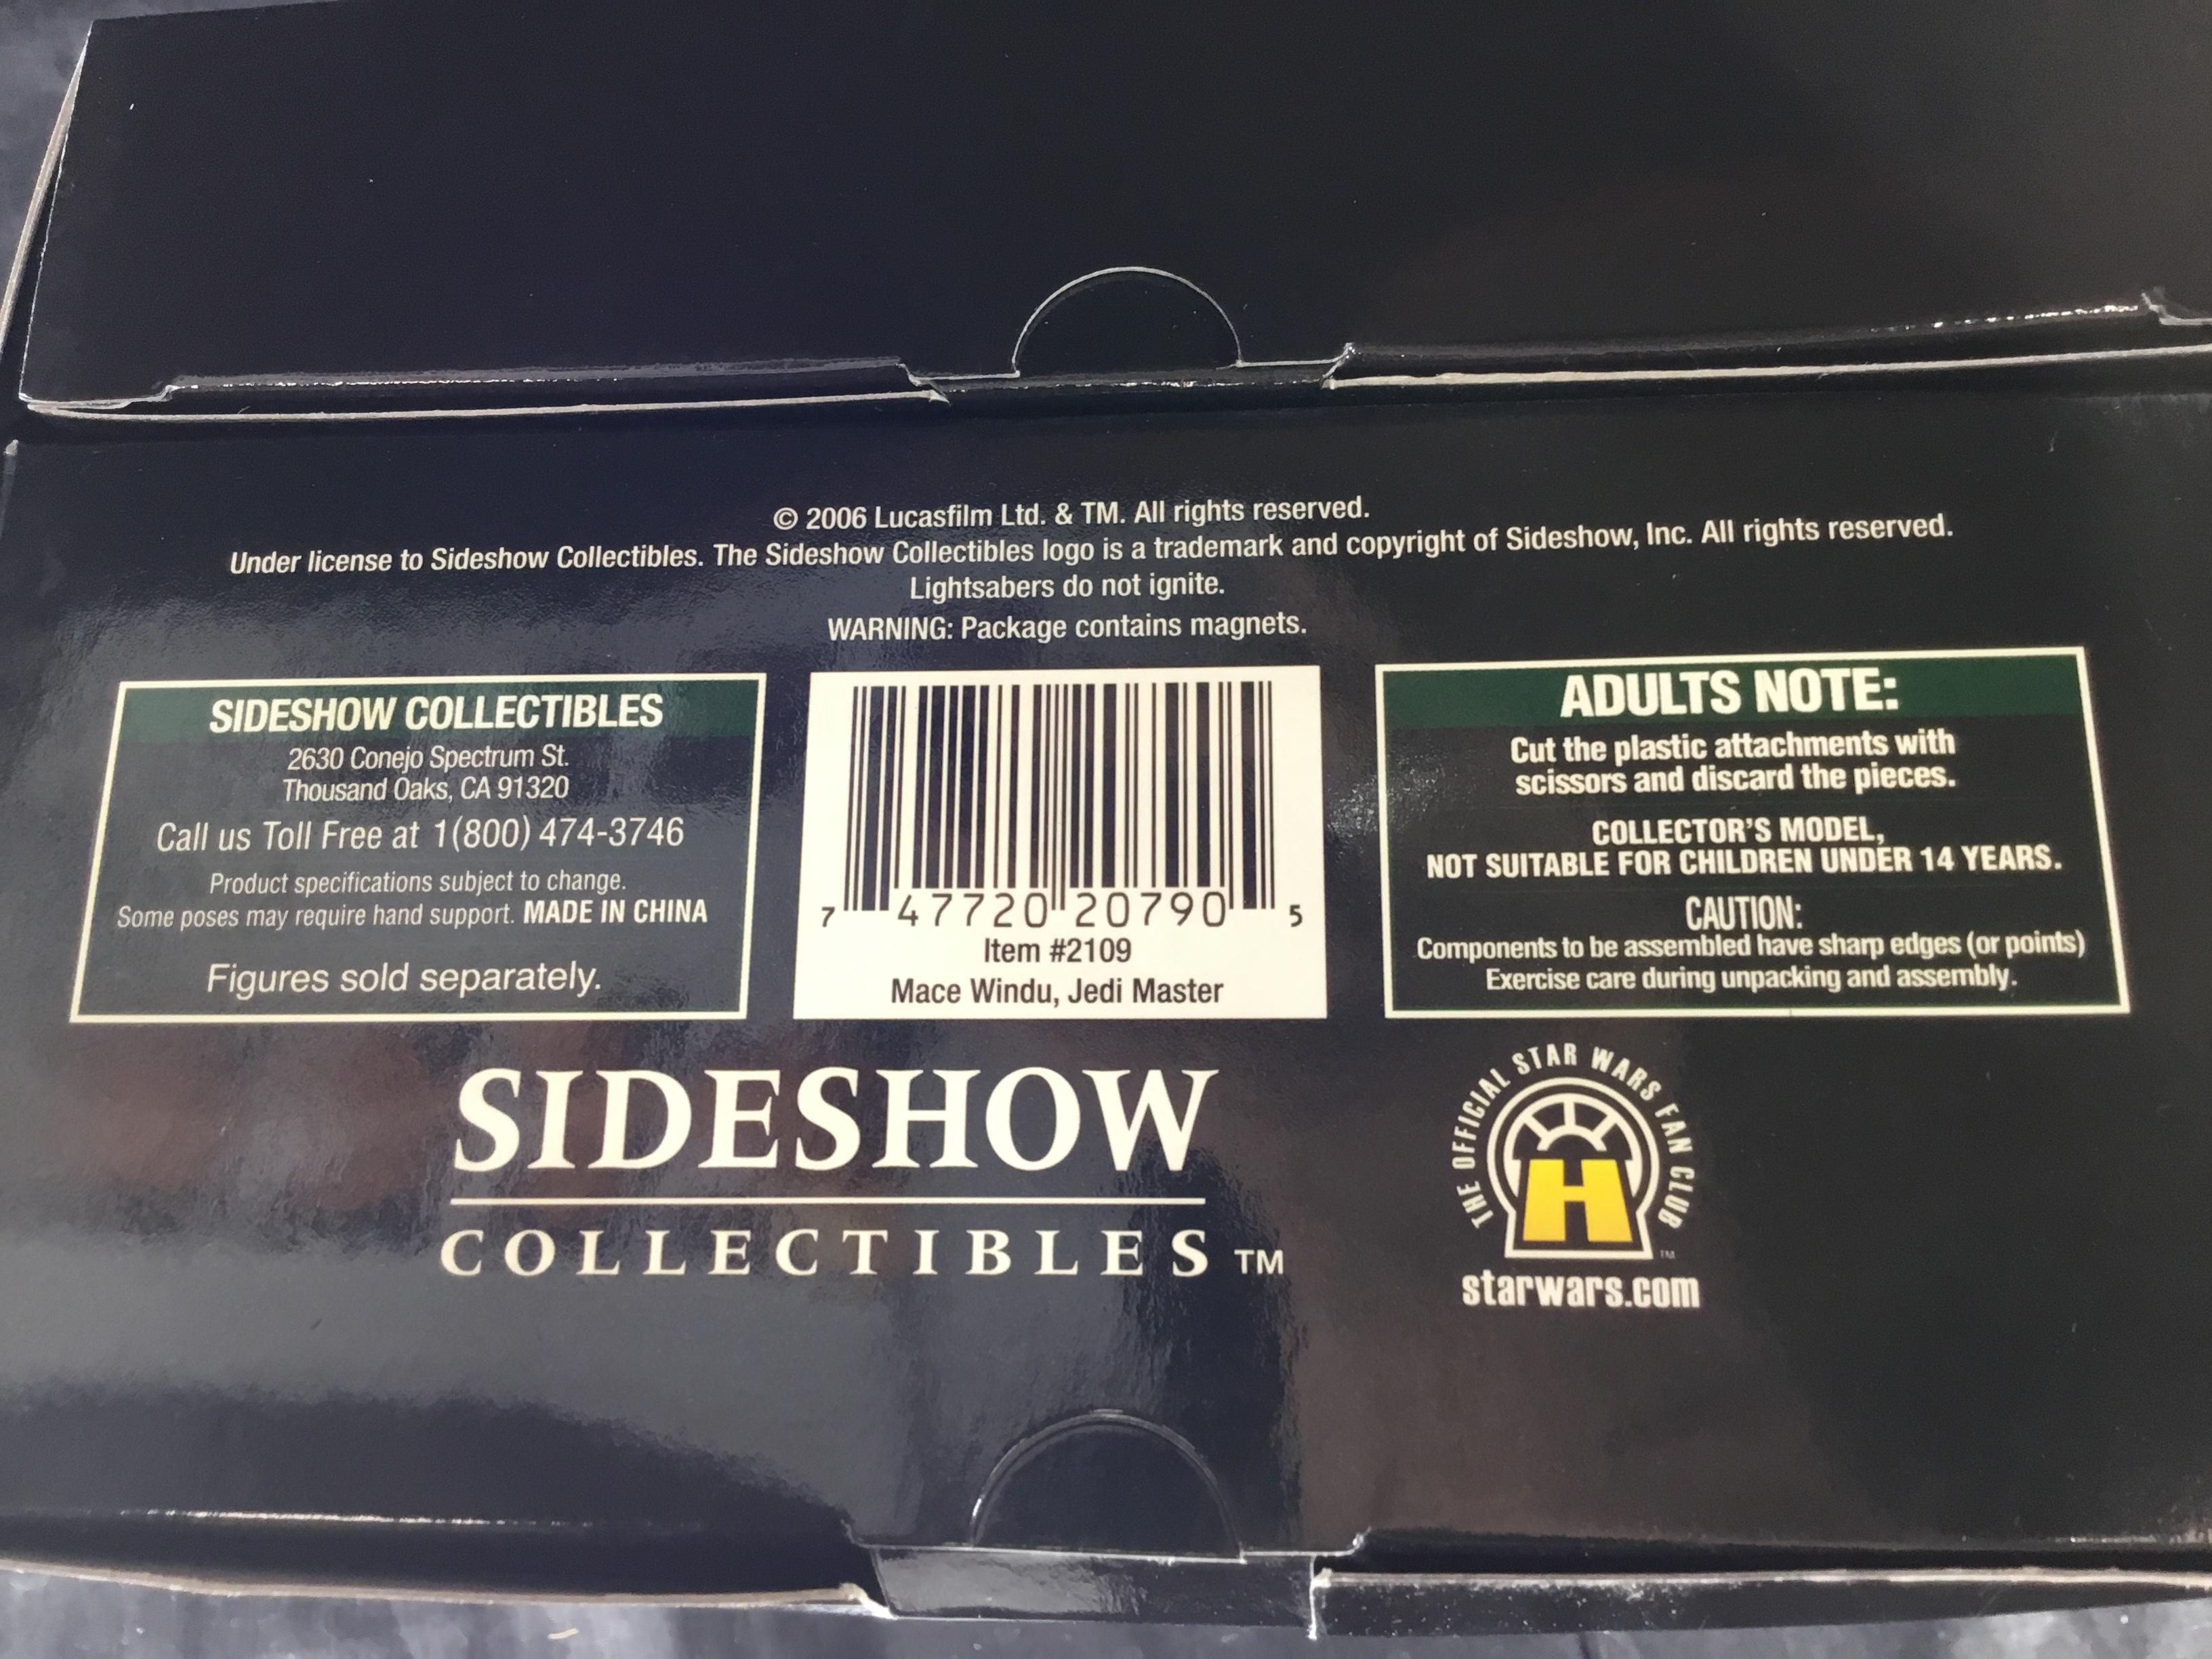 © 2006 Lucasfilm Ltd. & TM. All rights reserved.
Under license to Sideshow Collectibles. The Sideshow Collectibles logo is a trademark and copyright of Sideshow, Inc. All rights reserved.
Lightsabers do not ignite.
WARNING: Package contains magnets.
SIDESHOW COLLECTIBLES
2630 Conejo Spectrum St.
Thousand Oaks, CA 91320
Call us Toll Free at 1(800) 474-3746
Product specifications subject to change.
Some poses may require hand support. MADE IN CHINA
Figures sold separately.
7 47720 20790 5
Item #2109
Mace Windu, Jedi Master
ADULTS NOTE:
Cut the plastic attachments with
scissors and discard the pieces.
COLLECTOR'S MODEL,
NOT SUITABLE FOR CHILDREN UNDER 14 YEARS.
CAUTION:
Components to be assembled have sharp edges (or points)
Exercise care during unpacking and assembly.
SIDESHOW
COLLECTIBLES TM
THE OFFICIAL STAR WARS FAN CLUB
H
TM
starwars.com